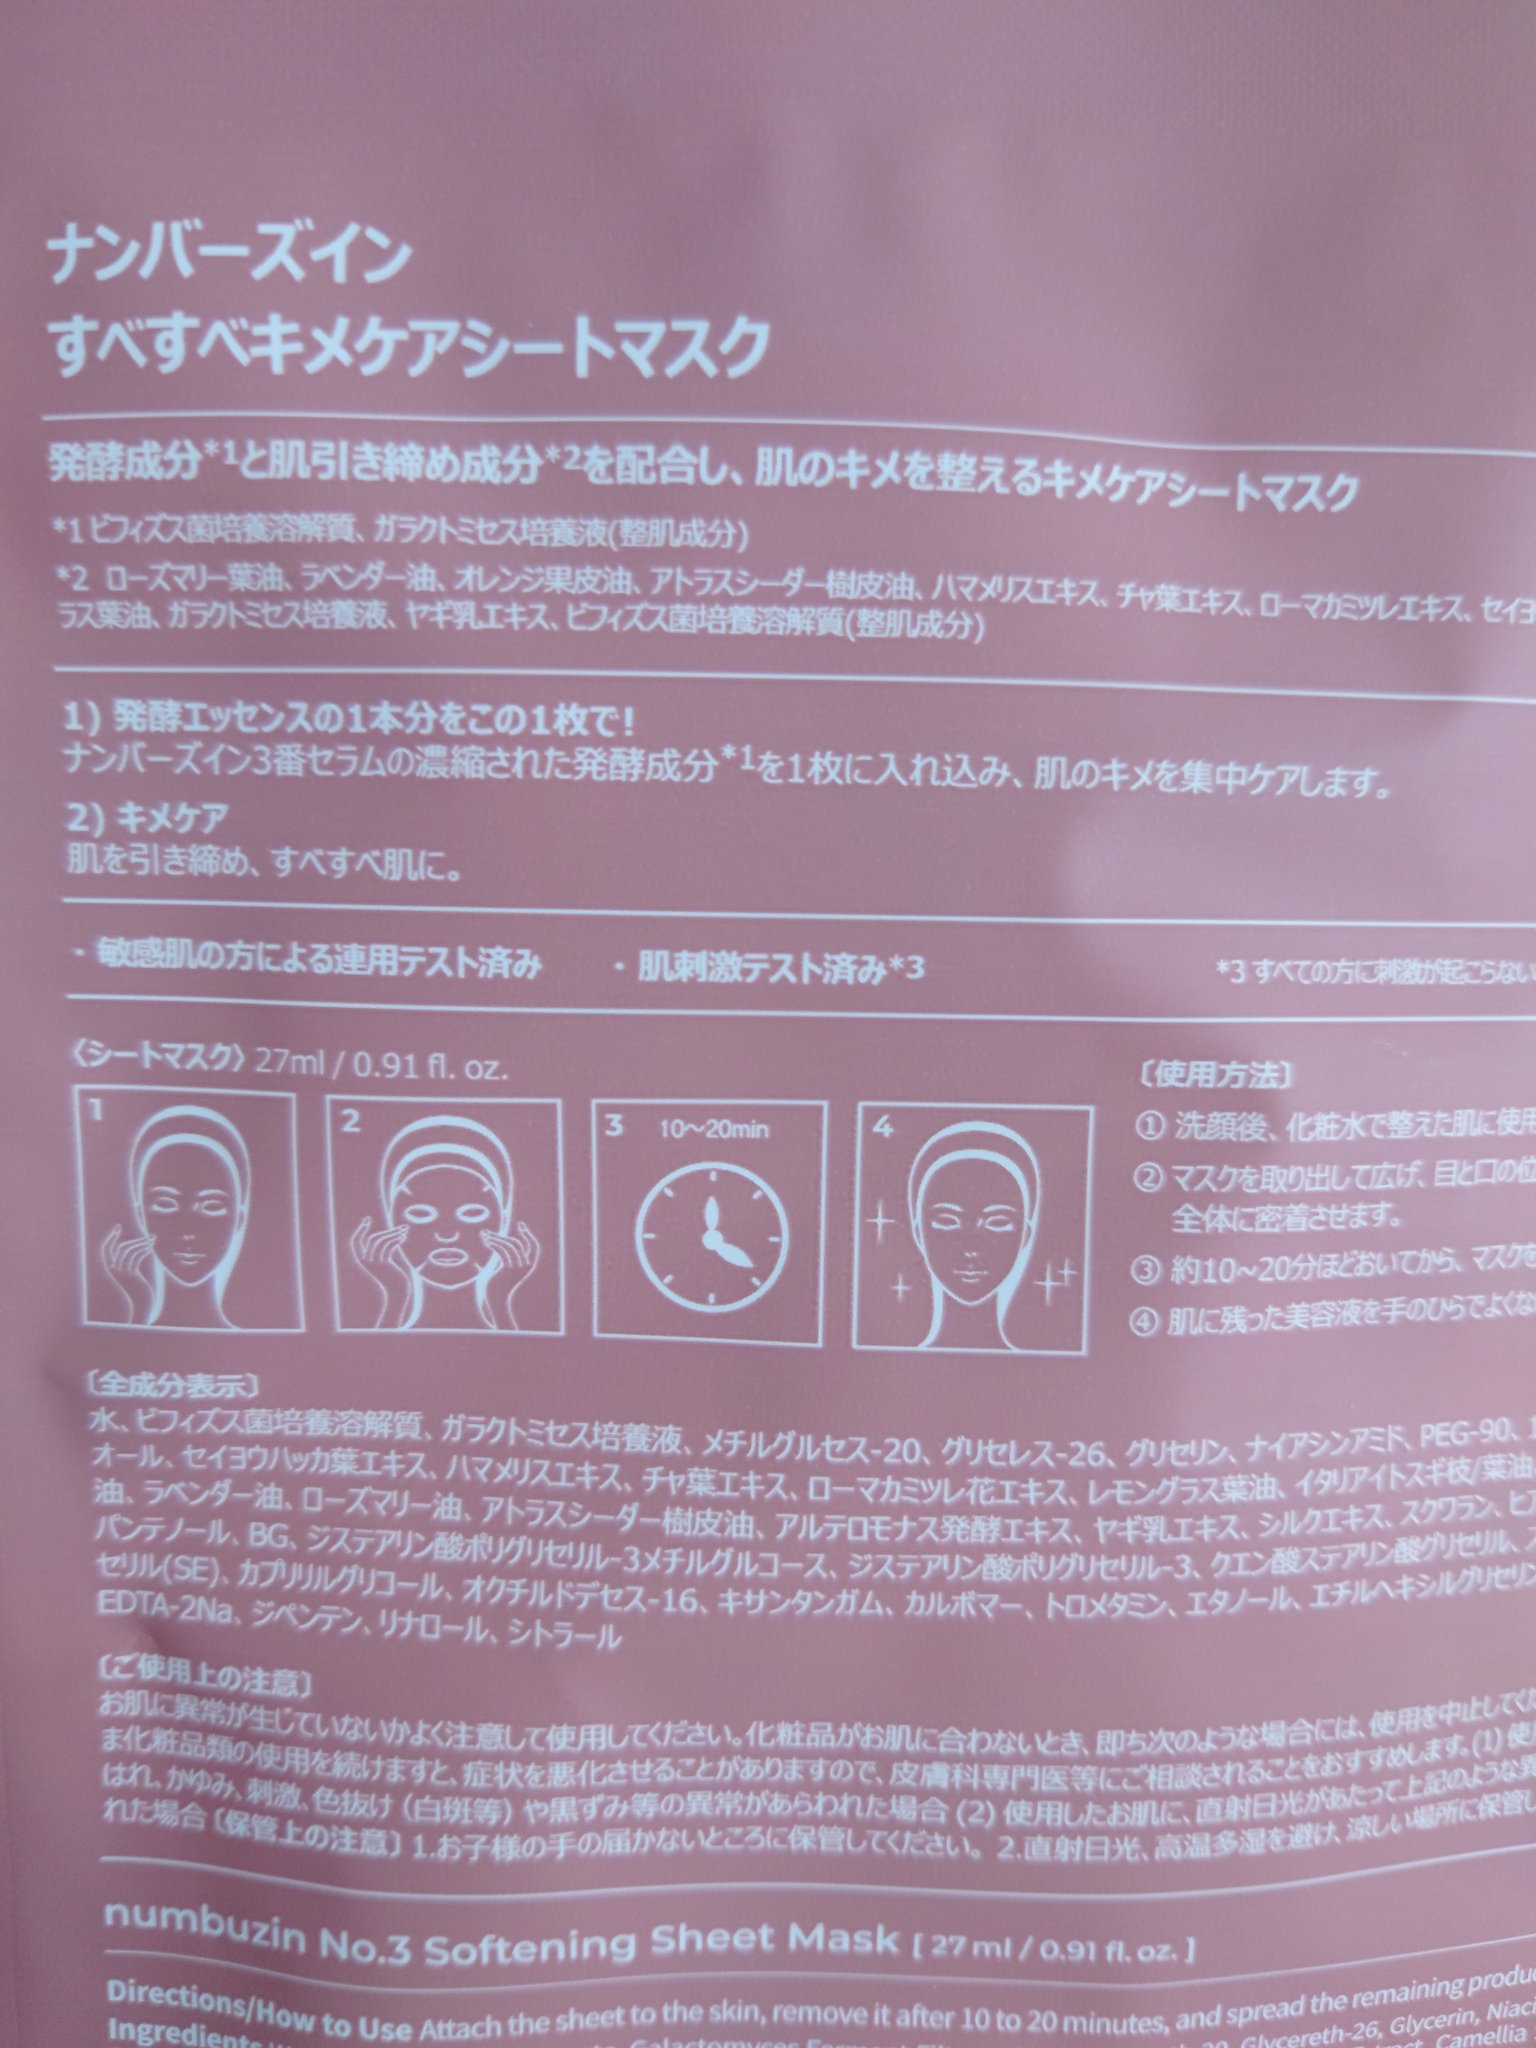 ナンバーズイン
すべすべキメケアシートマスク
発酵成分*1と肌引き締め成分*2を配合し、肌のキメを整えるキメケアシートマスク
*1 ビフィズス菌培養溶解質、ガラクトミセス培養液(整肌成分)
*2 ローズマリー葉油、ラベンダー油、オレンジ果皮油、アトラスシーダー樹皮油、ハマメリスエキス、チャ葉エキス、ローマカミツレエキス、セイヨ
ラス葉油、ガラクトミセス培養液、ヤギ乳エキス、ビフィズス菌培養溶解質(整肌成分)
1) 発酵エッセンスの1本分をこの1枚で!
ナンバーズイン3番セラムの濃縮された発酵成分*1を1枚に入れ込み、肌のキメを集中ケアします。
2) キメケア
肌を引き締め、すべすべ肌に。
・敏感肌の方による連用テスト済み ・肌刺激テスト済み*3 *3 すべての方に刺激が起こらない
〈シートマスク〉27ml / 0.91 fl. oz.
1 2 3 10〜20min 4
〔使用方法〕
① 洗顔後、化粧水で整えた肌に使用
② マスクを取り出して広げ、目と口の位
全体に密着させます。
③ 約10~20分ほどおいてから、マスクを
④ 肌に残った美容液を手のひらでよくな
〔全成分表示〕
水、ビフィズス菌培養溶解質、ガラクトミセス培養液、メチルグルセス-20、グリセレス-26、グリセリン、ナイアシンアミド、PEG-90、
オール、セイヨウハッカ葉エキス、ハマメリスエキス、チャ葉エキス、ローマカミツレ花エキス、レモングラス葉油、イタリアイトスギ枝/葉油
油、ラベンダー油、ローズマリー油、アトラスシーダー樹皮油、アルテロモナス発酵エキス、ヤギ乳エキス、シルクエキス、スクワラン、ヒ
パンテノール、BG、ジステアリン酸ポリグリセリル-3メチルグルコース、ジステアリン酸ポリグリセリル-3、クエン酸ステアリン酸グリセリル、
セリル(SE)、カプリリルグリコール、オクチルドデセス-16、キサンタンガム、カルボマー、トロメタミン、エタノール、エチルヘキシルグリセリン
EDTA-2Na、ジペンテン、リナロール、シトラール
〔ご使用上の注意〕
お肌に異常が生じていないかよく注意して使用してください。化粧品がお肌に合わないとき、即ち次のような場合には、使用を中止してくだ
ま化粧品類の使用を続けますと、症状を悪化させることがありますので、皮膚科専門医等にご相談されることをおすすめします。(1) 使
はれ、かゆみ、刺激、色抜け（白斑等）や黒ずみ等の異常があらわれた場合 (2) 使用したお肌に、直射日光があたって上記のような異
れた場合〔保管上の注意〕1.お子様の手の届かないところに保管してください。 2.直射日光、高温多湿を避け、涼しい場所に保管
numbuzin No.3 Softening Sheet Mask [ 27 ml / 0.91 fl. oz. ]
Directions/How to Use Attach the sheet to the skin, remove it after 10 to 20 minutes, and spread the remaining produ
Ingredients Galactomyces Ferment Glycereth-26, Glycerin, Niaci
Camellia